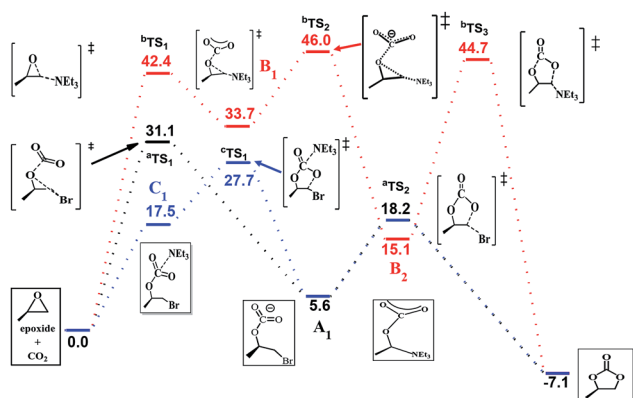 ᵇTS₁
42.4
ᵇTS₂
46.0
ᵇTS₃
44.7
‡
‡
‡
‡
O
NEt₃
O O
C
O
NEt₃
B₁
33.7
O O
C
⊖
O
NEt₃
O
O O
NEt₃
O
O
O
Br
‡
31.1
ᵃTS₁
ᶜTS₁
27.7
O NEt₃
C
O O
Br
‡
C₁
17.5
ᵃTS₂
18.2
15.1
B₂
O
C
O O
Br
‡
NEt₃
O
C
O O
Br
O
epoxide
+
CO₂
0.0
O ⊖
C
O O
Br
5.6
A₁
O O
C
O
NEt₃
-7.1
O
O O